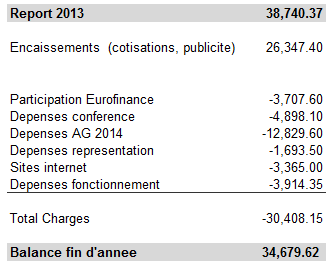 Report 2013 38,740.37
Encaissements (cotisations, publicite) 26,347.40
Participation Eurofinance -3,707.60
Depenses conference -4,898.10
Depenses AG 2014 -12,829.60
Depenses representation -1,693.50
Sites internet -3,365.00
Depenses fonctionnement -3,914.35
Total Charges -30,408.15
Balance fin d'annee 34,679.62